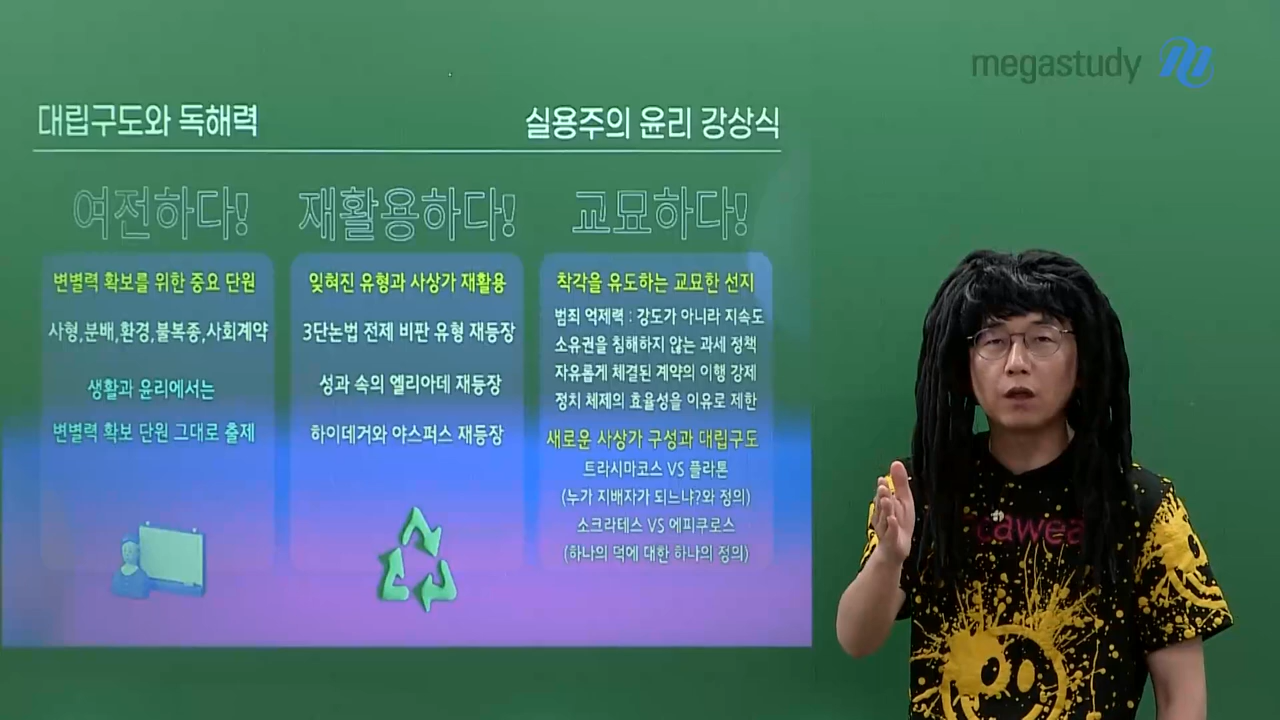 megastudy
대립구도와 독해력
실용주의 윤리 강상식
여전하다!
변별력 확보를 위한 중요 단원
사형,분배,환경,불복종,사회계약
생활과 윤리에서는
변별력 확보 단원 그대로 출제
재활용하다!
잊혀진 유형과 사상가 재활용
3단논법 전제 비판 유형 재등장
성과 속의 엘리아데 재등장
하이데거와 야스퍼스 재등장
교묘하다!
착각을 유도하는 교묘한 선지
범죄 억제력 : 강도가 아니라 지속도
소유권을 침해하지 않는 과세 정책
자유롭게 체결된 계약의 이행 강제
정치 체제의 효율성을 이유로 제한
새로운 사상가 구성과 대립구도
트라시마코스 VS 플라톤
(누가 지배자가 되느냐?와 정의)
소크라테스 VS 에피쿠로스
(하나의 덕에 대한 하나의 정의)